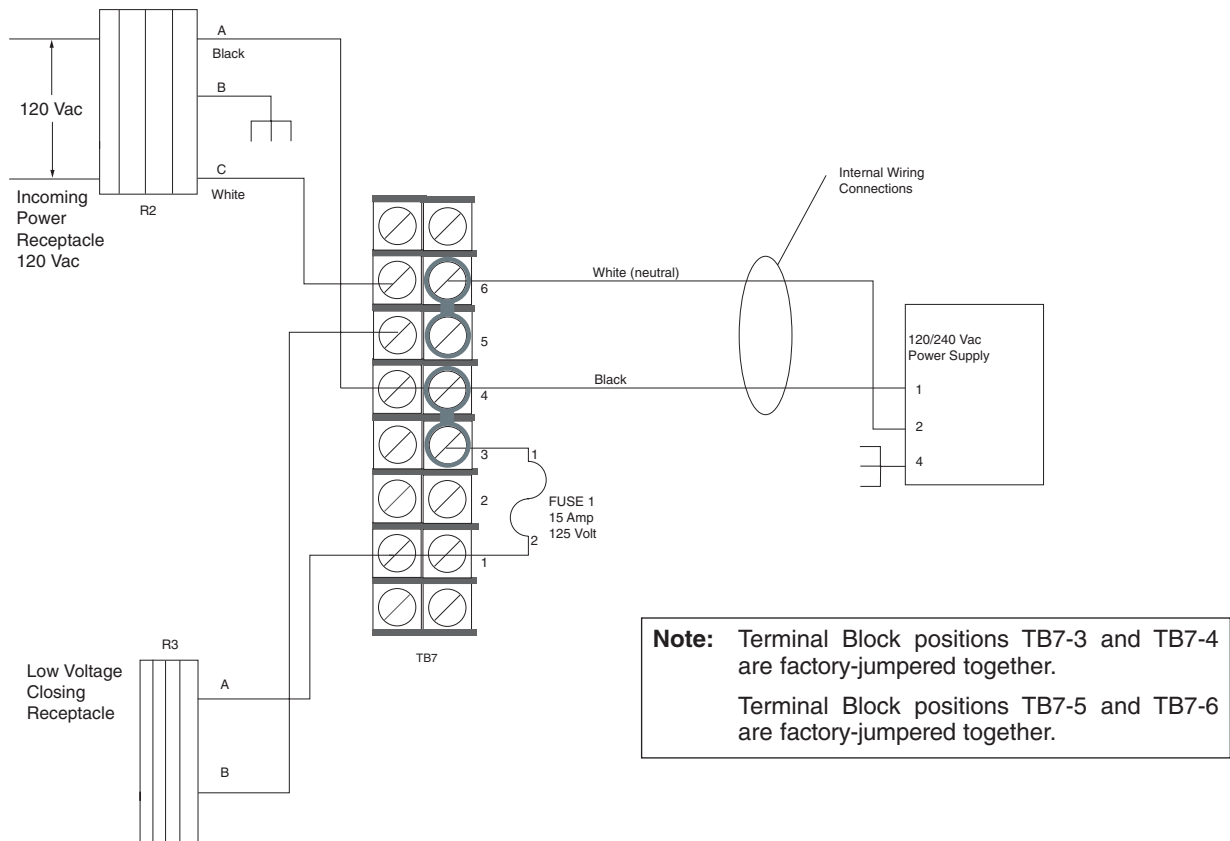 A
Black
B
120 Vac
C
White
R2
Incoming
Power
Receptacle
120 Vac
Internal Wiring
Connections
White (neutral)
6
5
120/240 Vac
Power Supply
Black
4
1
2
4
3
1
FUSE 1
15 Amp
125 Volt
2
2
1
TB7
R3
Low Voltage
Closing
Receptacle
A
B
Note: Terminal Block positions TB7-3 and TB7-4
are factory-jumpered together.
Terminal Block positions TB7-5 and TB7-6
are factory-jumpered together.